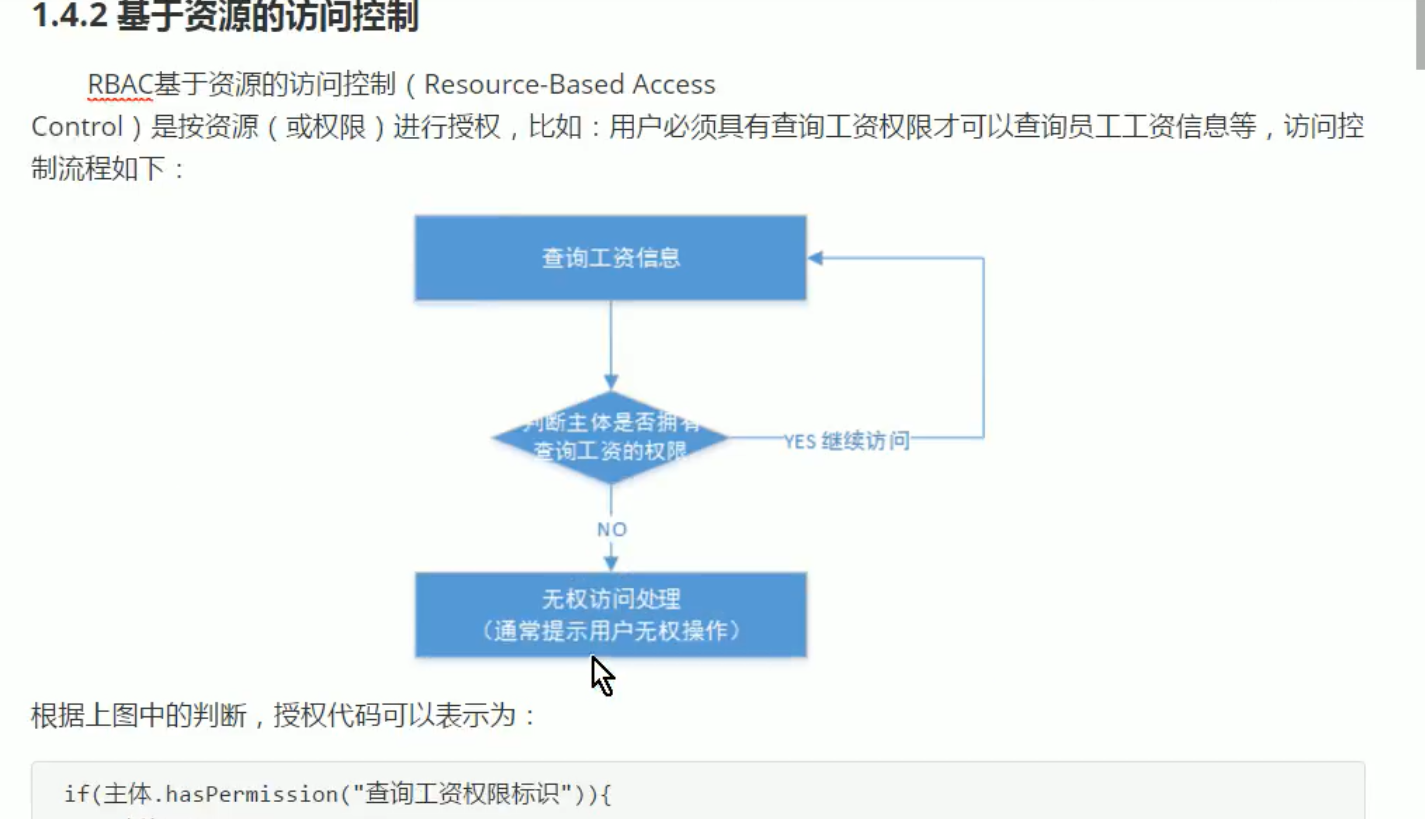 1.4.2 基于资源的访问控制
RBAC基于资源的访问控制（Resource-Based Access
Control）是按资源（或权限）进行授权，比如：用户必须具有查询工资权限才可以查询员工工资信息等，访问控
制流程如下：
查询工资信息
判断主体是否拥有
查询工资的权限
YES 继续访问
NO
无权访问处理
（通常提示用户无权操作）
根据上图中的判断，授权代码可以表示为：
if(主体.hasPermission("查询工资权限标识")){